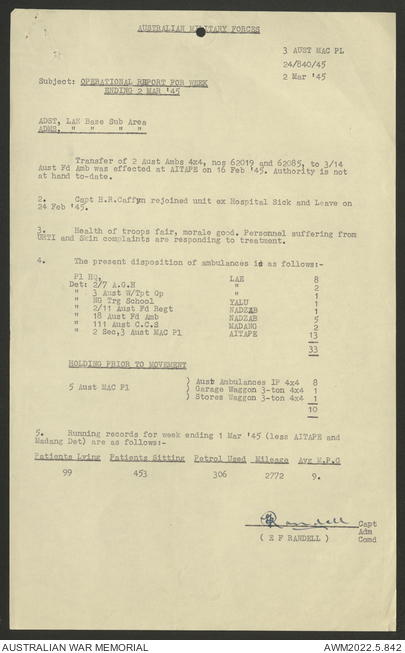 AUSTRALIAN MILITARY FORCES
3 AUST MAC PL
24/840/45
2 Mar '45
Subject: OPERATIONAL REPORT FOR WEEK
ENDING 2 MAR '45
ADST, LAE Base Sub Area
ADMS, " " " "
Transfer of 2 Aust Ambs 4x4, nos 62019 and 62085, to 3/14
Aust Fd Amb was effected at AITAPE on 16 Feb '45. Authority is not
at hand to-date.
2. Capt H.R.Caffyn rejoined unit ex Hospital Sick and Leave on
24 Feb '45.
3. Health of troops fair, morale good. Personnel suffering from
URTI and Skin complaints are responding to treatment.
4. The present disposition of ambulances is as follows:-
Pl HQ, LAE 8
Det: 2/7 A.G.H " 2
" 3 Aust W/Tpt Op " 1
" NG Trg School YALU 1
" 2/11 Aust Fd Regt NADZAB 1
" 18 Aust Fd Amb NADZAB 5
" 111 Aust C.C.S MADANG 2
" 2 Sec,3 Aust MAC Pl AITAPE 13
33
HOLDING PRIOR TO MOVEMENT
5 Aust MAC Pl ) Aust Ambulances IP 4x4 8
) Garage Waggon 3-ton 4x4 1
) Stores Waggon 3-ton 4x4 1
10
5. Running records for week ending 1 Mar '45 (less AITAPE and
Madang Det) are as follows:-
Patients Lying Patients Sitting Petrol Used Mileage Avg M.P.G
99 453 306 2772 9.
Randell Capt
Adm
( E F RANDELL ) Comd
AUSTRALIAN WAR MEMORIAL AWM2022.5.842